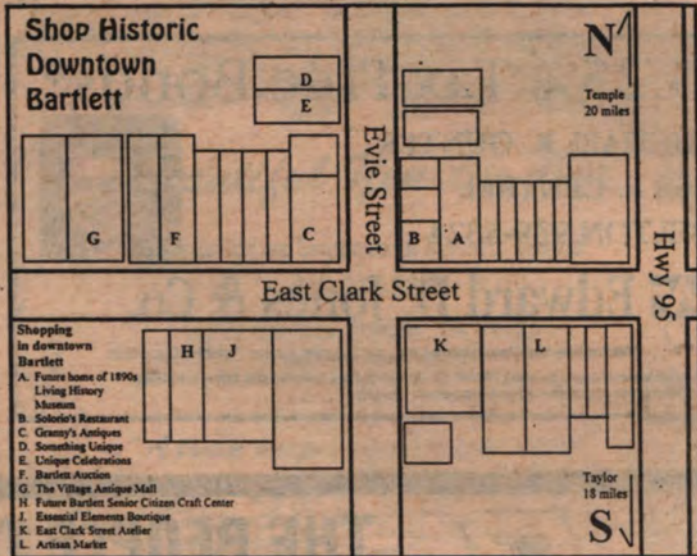 Shop Historic
Downtown
Bartlett
D
E
G
F
C
Evie Street
N
Temple
20 miles
B
A
Hwy 95
East Clark Street
Shopping
in downtown
Bartlett
A. Future home of 1890s
Living History
Museum
B. Solorio's Restaurant
C. Granny's Antiques
D. Something Unique
E. Unique Celebrations
F. Bartlett Auction
G. The Village Antique Mall
H. Future Bartlett Senior Citizen Craft Center
J. Essential Elements Boutique
K. East Clark Street Atelier
L. Artisan Market
H
J
K
L
Taylor
18 miles
S